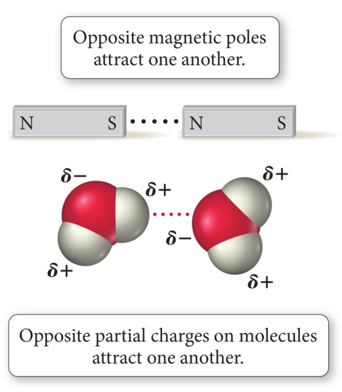 Opposite magnetic poles
attract one another.
N S N S
δ− δ+ δ+
δ−
δ+ δ+
Opposite partial charges on molecules
attract one another.